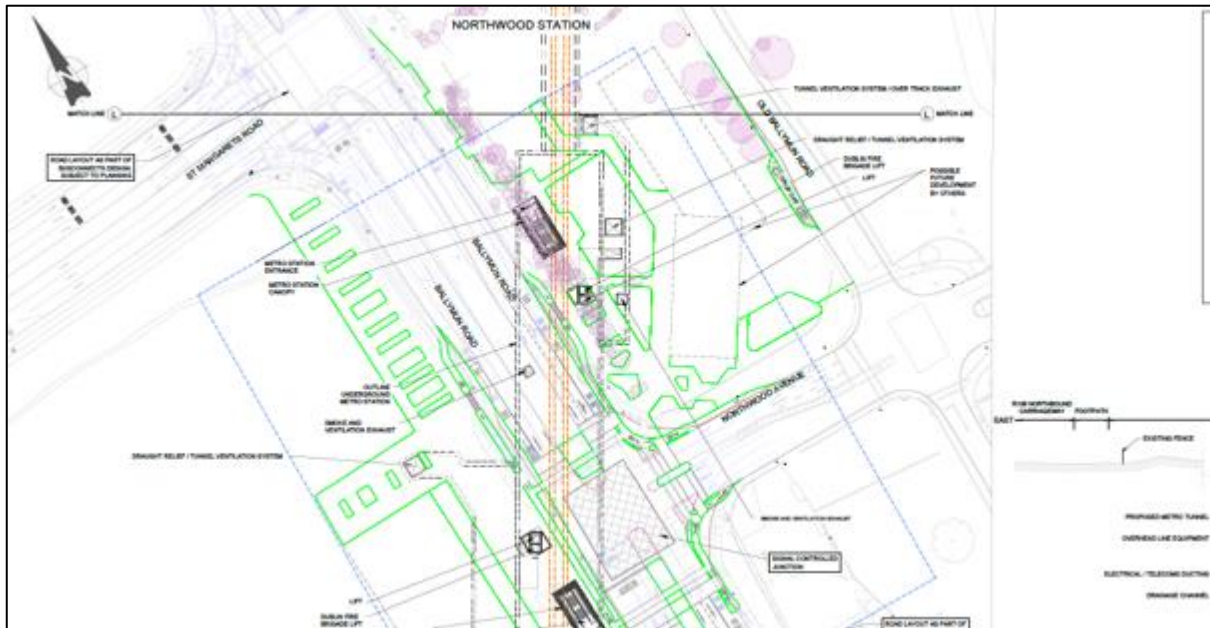 NORTHWOOD STATION
TUNNEL VENTILATION SYSTEM / OVER TRACK EXHAUST
MATCH LINE
L
L
MATCH LINE
OLD BALLYMUN ROAD
DRAUGHT RELIEF / TUNNEL VENTILATION SYSTEM
ST MARGARETS ROAD
ROAD LAYOUT AS PART OF
BUSCONNECTS DESIGN,
SUBJECT TO PLANNING
DUBLIN FIRE
BRIGADE LIFT
LIFT
POSSIBLE
FUTURE
DEVELOPMENT
BY OTHERS
METRO STATION
ENTRANCE
METRO STATION
CANOPY
BALLYMUN ROAD
BALLYMUN ROAD
OUTLINE
UNDERGROUND
METRO STATION
NORTHWOOD AVENUE
SMOKE AND
VENTILATION EXHAUST
R108 NORTHBOUND
CARRIAGEWAY
FOOTPATH
EAST
EXISTING FENCE
DRAUGHT RELIEF / TUNNEL VENTILATION SYSTEM
SMOKE AND VENTILATION EXHAUST
PROPOSED METRO TUNNEL
OVERHEAD LINE EQUIPMENT
SIGNAL CONTROLLED
JUNCTION
ELECTRICAL / TELECOMS DUCTING
DRAINAGE CHANNEL
LIFT
DUBLIN FIRE
BRIGADE LIFT
ROAD LAYOUT AS PART OF